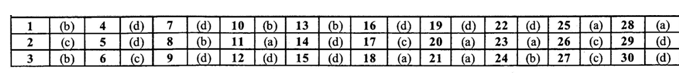 1 (b) 4 (d) 7 (d) 10 (b) 13 (b) 16 (d) 19 (d) 22 (d) 25 (a) 28 (a)
2 (c) 5 (d) 8 (b) 11 (a) 14 (d) 17 (c) 20 (a) 23 (a) 26 (c) 29 (d)
3 (b) 6 (c) 9 (d) 12 (d) 15 (d) 18 (a) 21 (a) 24 (b) 27 (c) 30 (d)